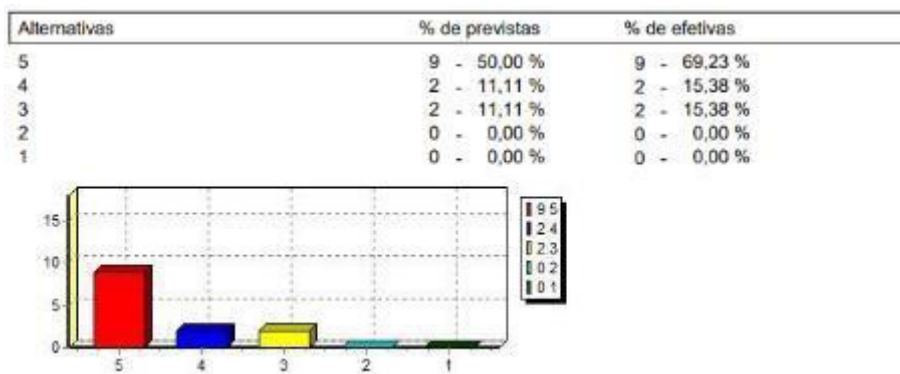 Alternativas % de previstas % de efetivas
5 9 - 50,00 % 9 - 69,23 %
4 2 - 11,11 % 2 - 15,38 %
3 2 - 11,11 % 2 - 15,38 %
2 0 - 0,00 % 0 - 0,00 %
1 0 - 0,00 % 0 - 0,00 %
15
10
5
0
5 4 3 2 1
9 5
2 4
2 3
0 2
0 1